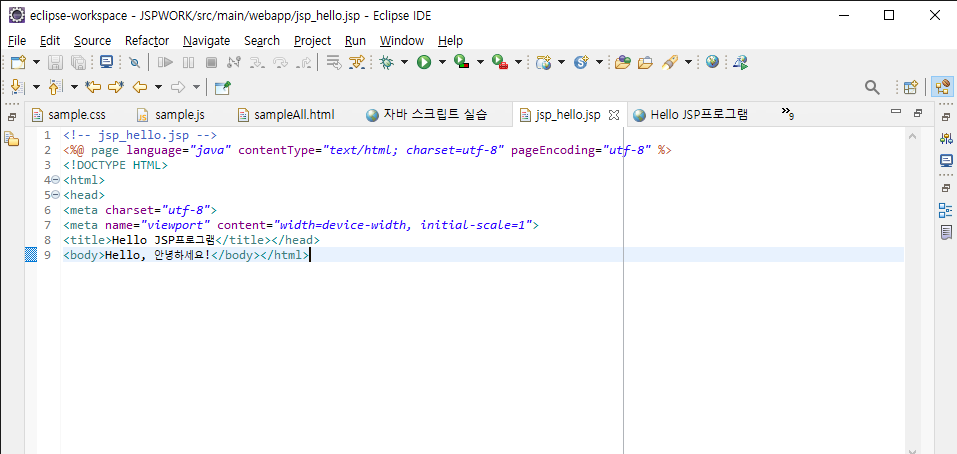 eclipse-workspace - JSPWORK/src/main/webapp/jsp_hello.jsp - Eclipse IDE
File Edit Source Refactor Navigate Search Project Run Window Help
sample.css sample.js sampleAll.html 자바 스크립트 실습 jsp_hello.jsp Hello JSP프로그램 »9
1 <!-- jsp_hello.jsp -->
2 <%@ page language="java" contentType="text/html; charset=utf-8" pageEncoding="utf-8" %>
3 <!DOCTYPE HTML>
4 <html>
5 <head>
6 <meta charset="utf-8">
7 <meta name="viewport" content="width=device-width, initial-scale=1">
8 <title>Hello JSP프로그램</title></head>
9 <body>Hello, 안녕하세요!</body></html>